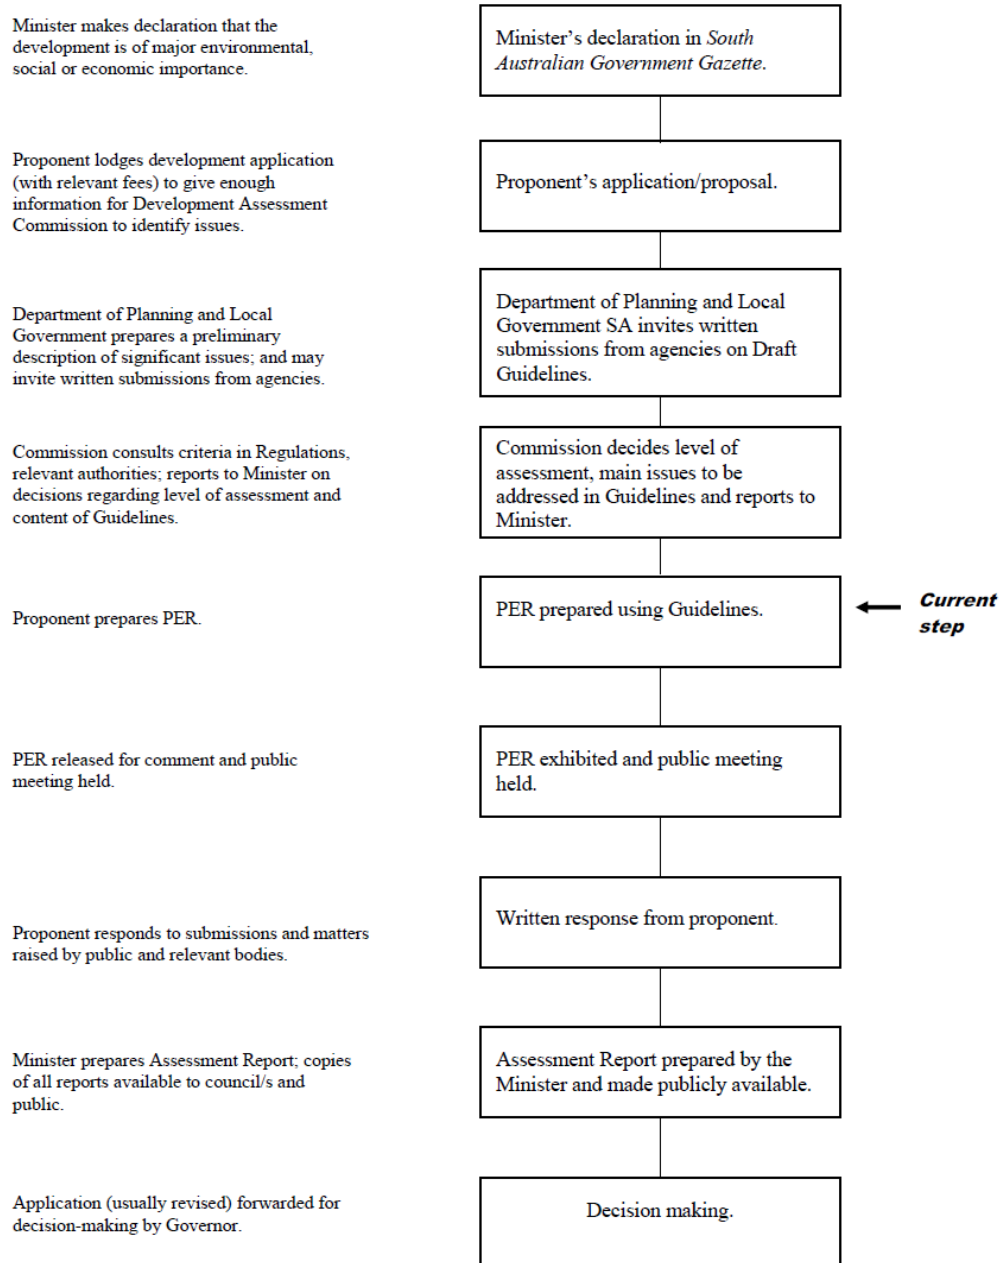 Minister makes declaration that the
development is of major environmental,
social or economic importance.
Minister's declaration in South
Australian Government Gazette.
Proponent lodges development application
(with relevant fees) to give enough
information for Development Assessment
Commission to identify issues.
Proponent's application/proposal.
Department of Planning and Local
Government prepares a preliminary
description of significant issues; and may
invite written submissions from agencies.
Department of Planning and Local
Government SA invites written
submissions from agencies on Draft
Guidelines.
Commission consults criteria in Regulations,
relevant authorities; reports to Minister on
decisions regarding level of assessment and
content of Guidelines.
Commission decides level of
assessment, main issues to be
addressed in Guidelines and reports to
Minister.
Proponent prepares PER.
PER prepared using Guidelines.
Current
step
PER released for comment and public
meeting held.
PER exhibited and public meeting
held.
Proponent responds to submissions and matters
raised by public and relevant bodies.
Written response from proponent.
Minister prepares Assessment Report; copies
of all reports available to council/s and
public.
Assessment Report prepared by the
Minister and made publicly available.
Application (usually revised) forwarded for
decision-making by Governor.
Decision making.